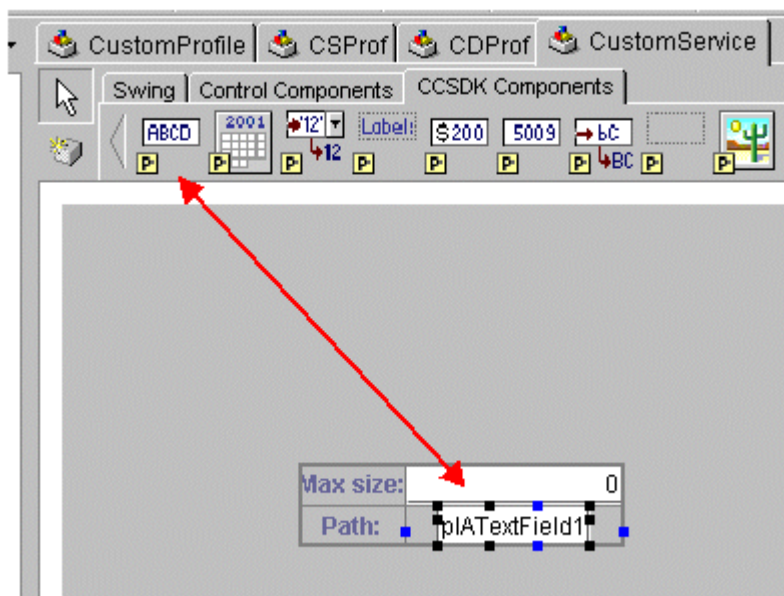 CustomProfile CSProf CDProf CustomService
Swing Control Components CCSDK Components
ABCD 2001 '12' 12 Label: $200 5009 bC BC
P P P P P P P P P
Max size: 0
Path: plATextField1